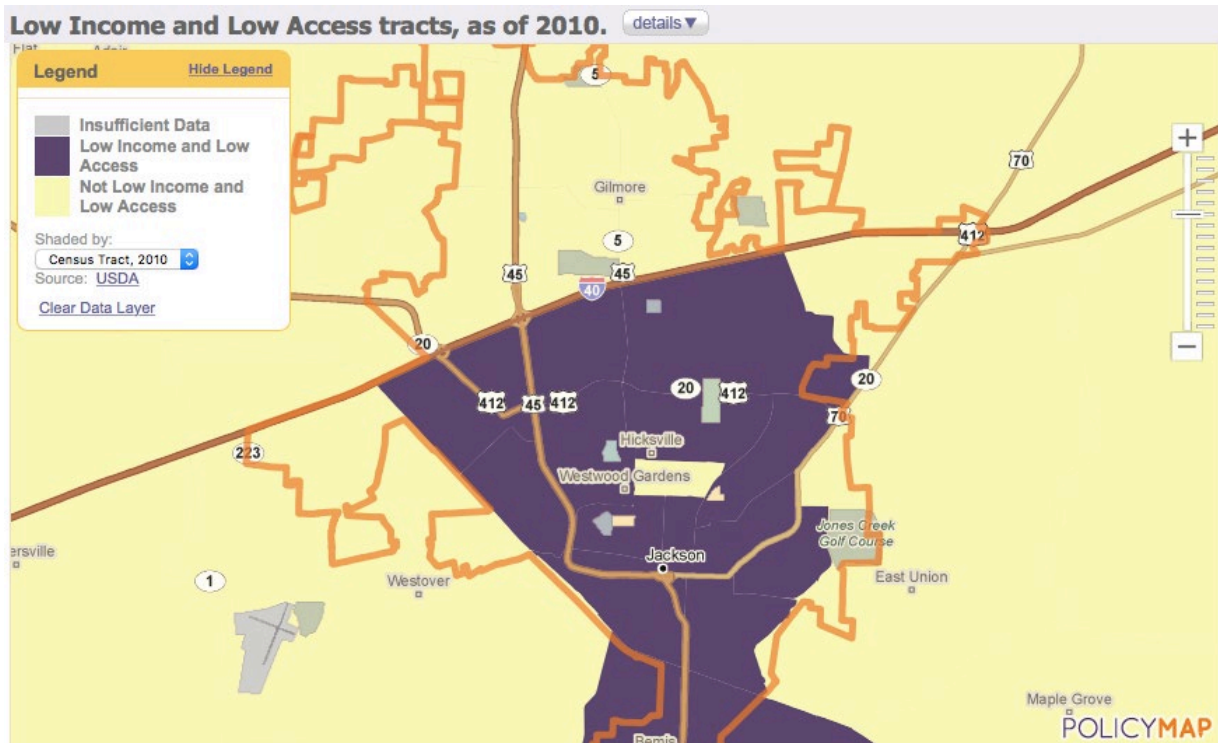 Low Income and Low Access tracts, as of 2010. details▼
Legend Hide Legend
Insufficient Data
Low Income and Low
Access
Not Low Income and
Low Access
Shaded by:
Census Tract, 2010
Source: USDA
Clear Data Layer
5
70
Gilmore
412
5
45
45
40
20
20
412
45
412
20
412
70
223
Hicksville
Westwood Gardens
Jones Creek
Golf Course
ersville
Jackson
1
Westover
East Union
Maple Grove
Bemis
POLICYMAP
+
−